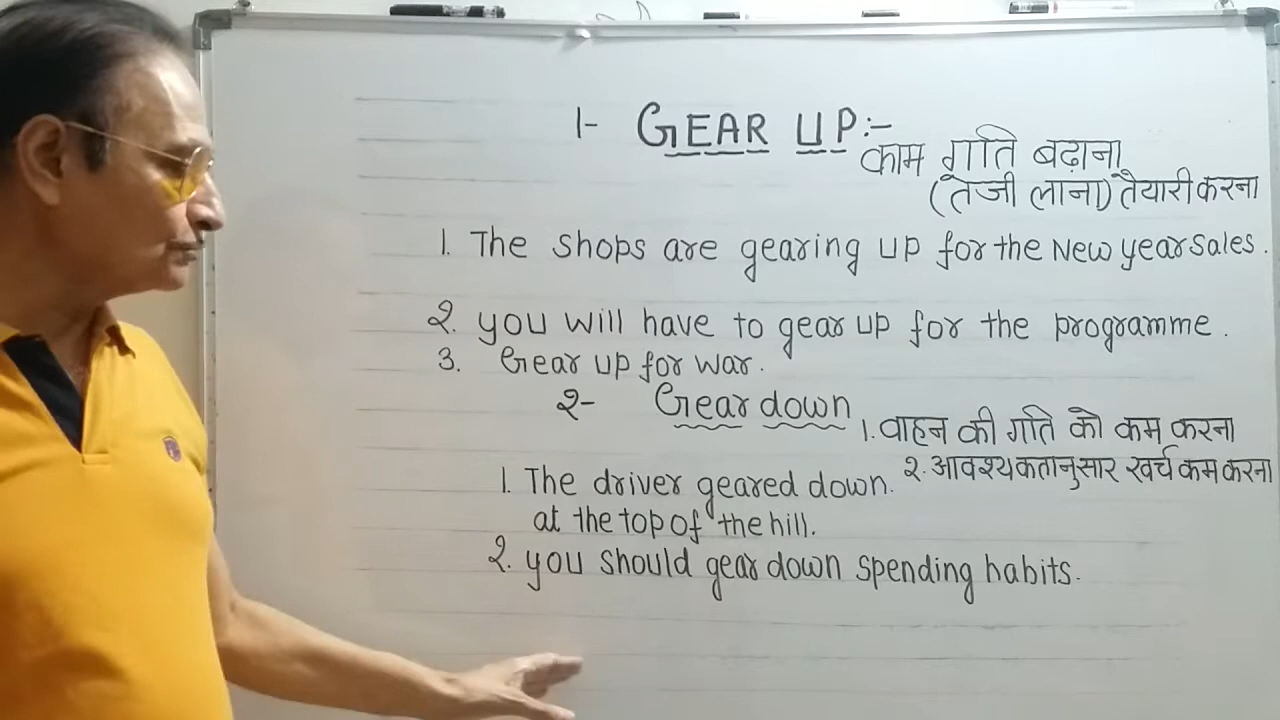 1- GEAR UP:-
काम गति बढ़ाना
(तेजी लाना) तैयारी करना
1. The shops are gearing up for the New year sales.
2. you will have to gear up for the programme.
3. Gear up for war.
२- Gear down
1. वाहन की गति को कम करना
२. आवश्यकतानुसार खर्च कम करना
1. The driver geared down.
at the top of the hill.
2. you should gear down spending habits.